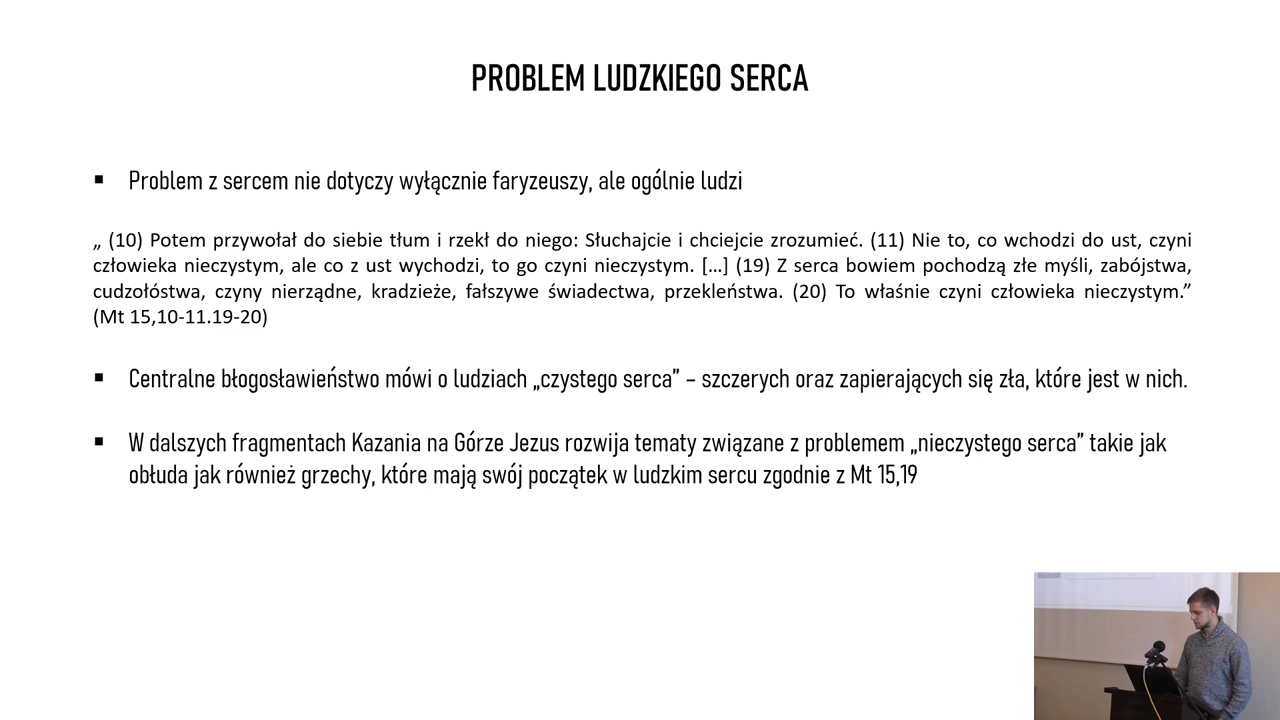 PROBLEM LUDZKIEGO SERCA
▪ Problem z sercem nie dotyczy wyłącznie faryzeuszy, ale ogólnie ludzi
„ (10) Potem przywołał do siebie tłum i rzekł do niego: Słuchajcie i chciejcie zrozumieć. (11) Nie to, co wchodzi do ust, czyni
człowieka nieczystym, ale co z ust wychodzi, to go czyni nieczystym. […] (19) Z serca bowiem pochodzą złe myśli, zabójstwa,
cudzołóstwa, czyny nierządne, kradzieże, fałszywe świadectwa, przekleństwa. (20) To właśnie czyni człowieka nieczystym.”
(Mt 15,10-11.19-20)
▪ Centralne błogosławieństwo mówi o ludziach „czystego serca” – szczerych oraz zapierających się zła, które jest w nich.
▪ W dalszych fragmentach Kazania na Górze Jezus rozwija tematy związane z problemem „nieczystego serca” takie jak
obłuda jak również grzechy, które mają swój początek w ludzkim sercu zgodnie z Mt 15,19